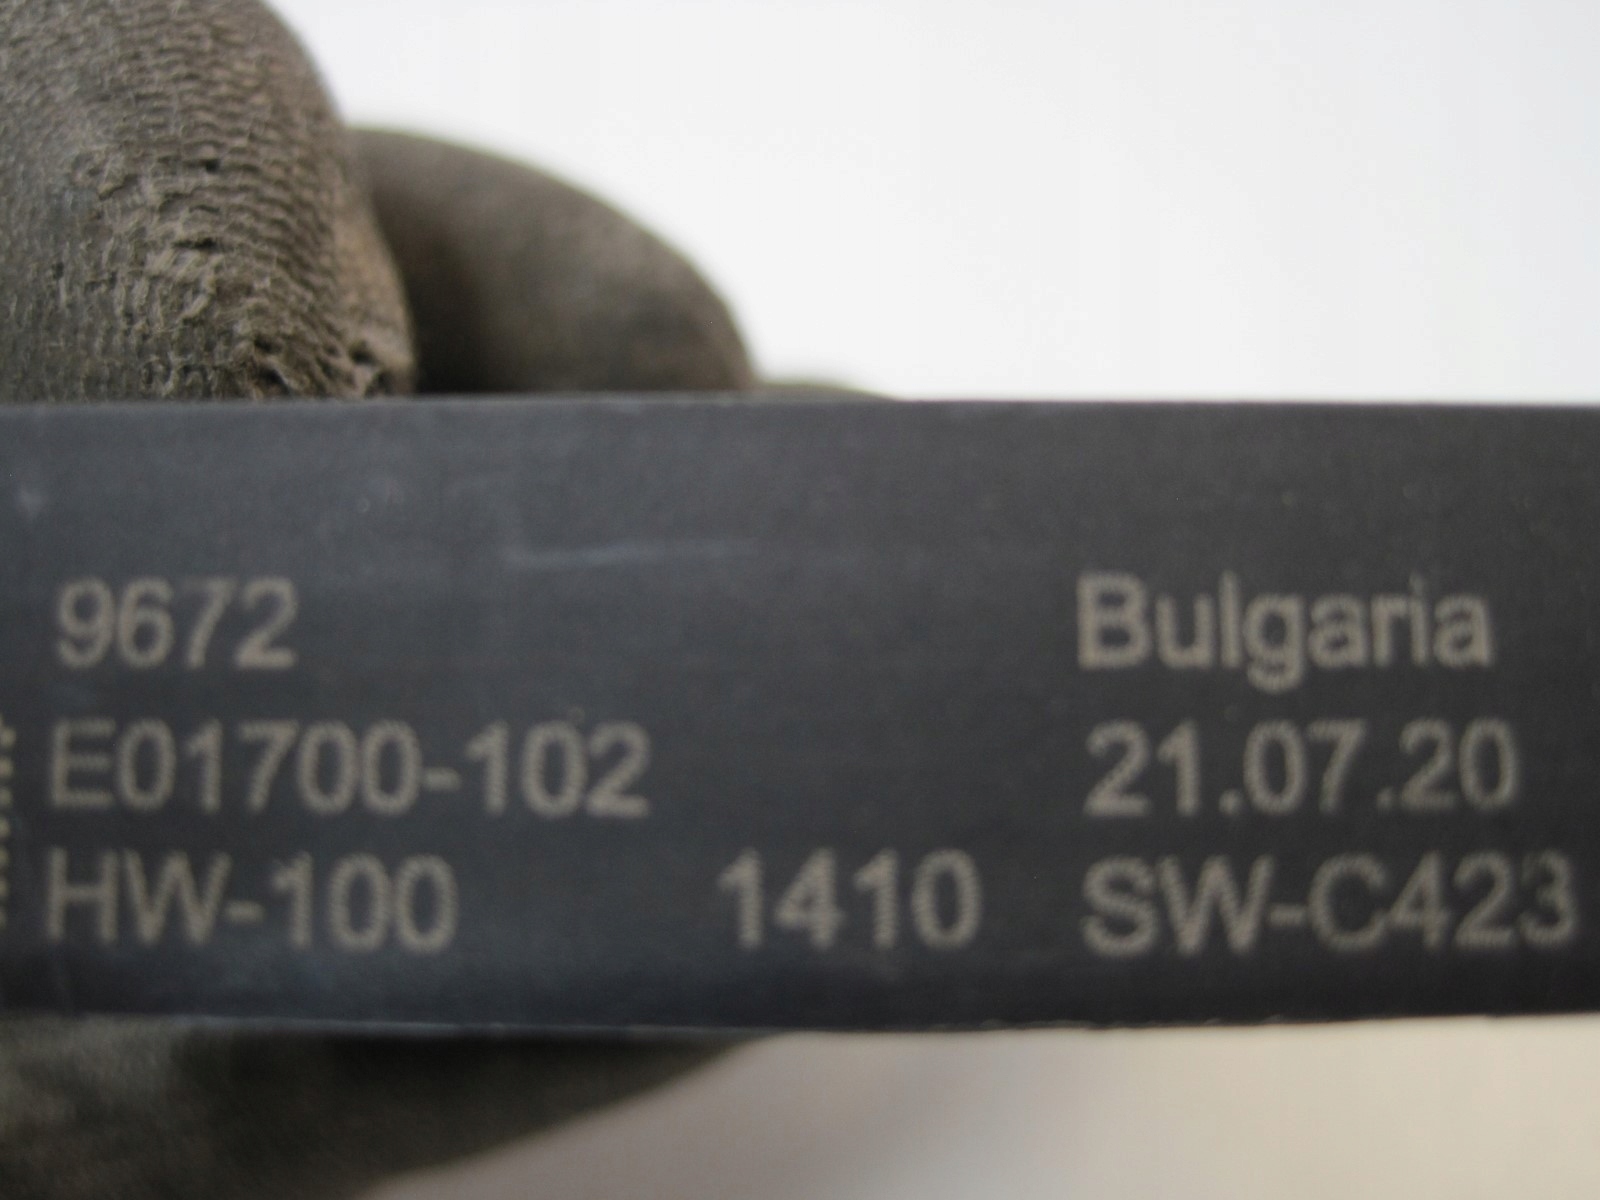 9672 Bulgaria
E01700-102 21.07.20
HW-100 1410 SW-C423